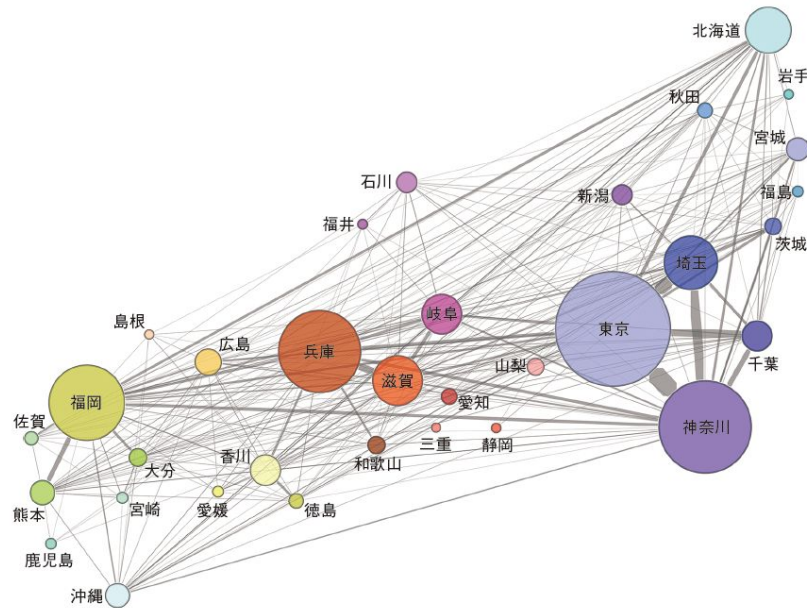 北海道
岩手
秋田
宮城
石川
新潟
福島
福井
茨城
埼玉
岐阜
島根
広島
兵庫
東京
千葉
山梨
滋賀
福岡
愛知
佐賀
三重
静岡
神奈川
大分
香川
和歌山
熊本
宮崎
愛媛
徳島
鹿児島
沖縄